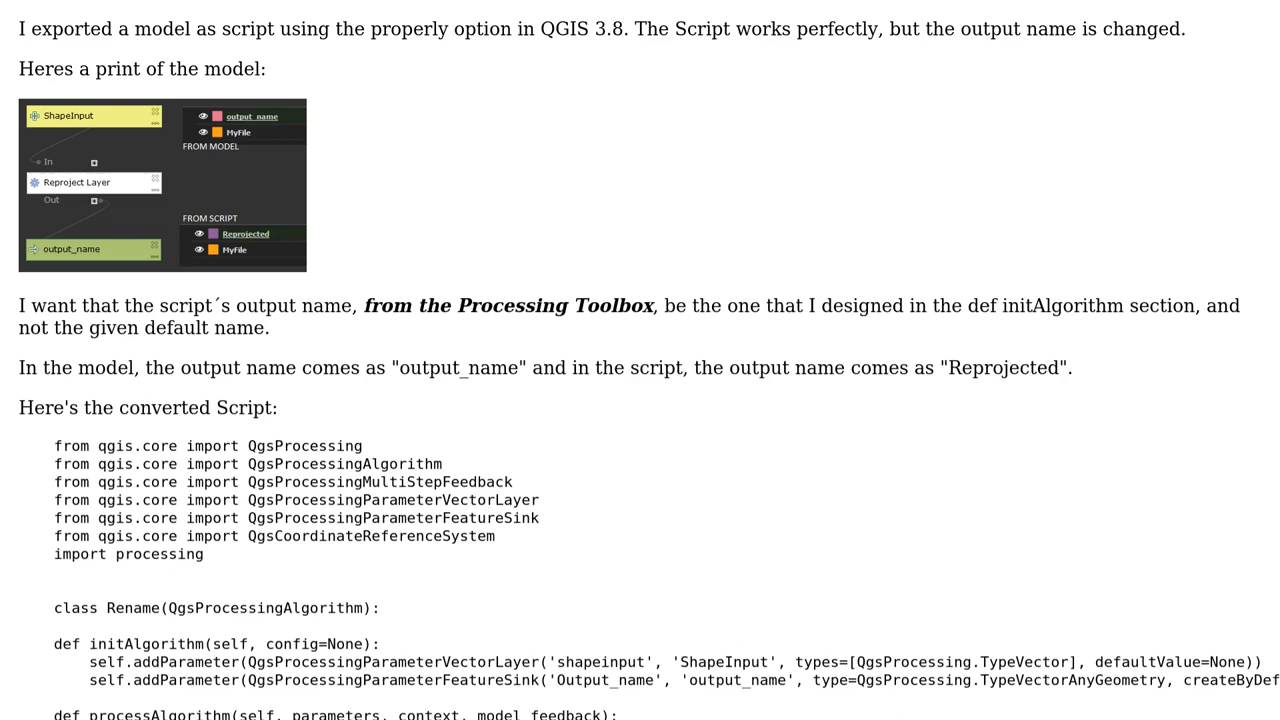 I exported a model as script using the properly option in QGIS 3.8. The Script works perfectly, but the output name is changed.
Heres a print of the model:
ShapeInput
In
Reproject Layer
Out
output_name
output_name
MyFile
FROM MODEL
FROM SCRIPT
Reprojected
MyFile
I want that the script´s output name, from the Processing Toolbox, be the one that I designed in the def initAlgorithm section, and
not the given default name.
In the model, the output name comes as "output_name" and in the script, the output name comes as "Reprojected".
Here's the converted Script:
from qgis.core import QgsProcessing
from qgis.core import QgsProcessingAlgorithm
from qgis.core import QgsProcessingMultiStepFeedback
from qgis.core import QgsProcessingParameterVectorLayer
from qgis.core import QgsProcessingParameterFeatureSink
from qgis.core import QgsCoordinateReferenceSystem
import processing
class Rename(QgsProcessingAlgorithm):
def initAlgorithm(self, config=None):
self.addParameter(QgsProcessingParameterVectorLayer('shapeinput', 'ShapeInput', types=[QgsProcessing.TypeVector], defaultValue=None))
self.addParameter(QgsProcessingParameterFeatureSink('Output_name', 'output_name', type=QgsProcessing.TypeVectorAnyGeometry, createByDef
def processAlgorithm(self, parameters, context, model_feedback):